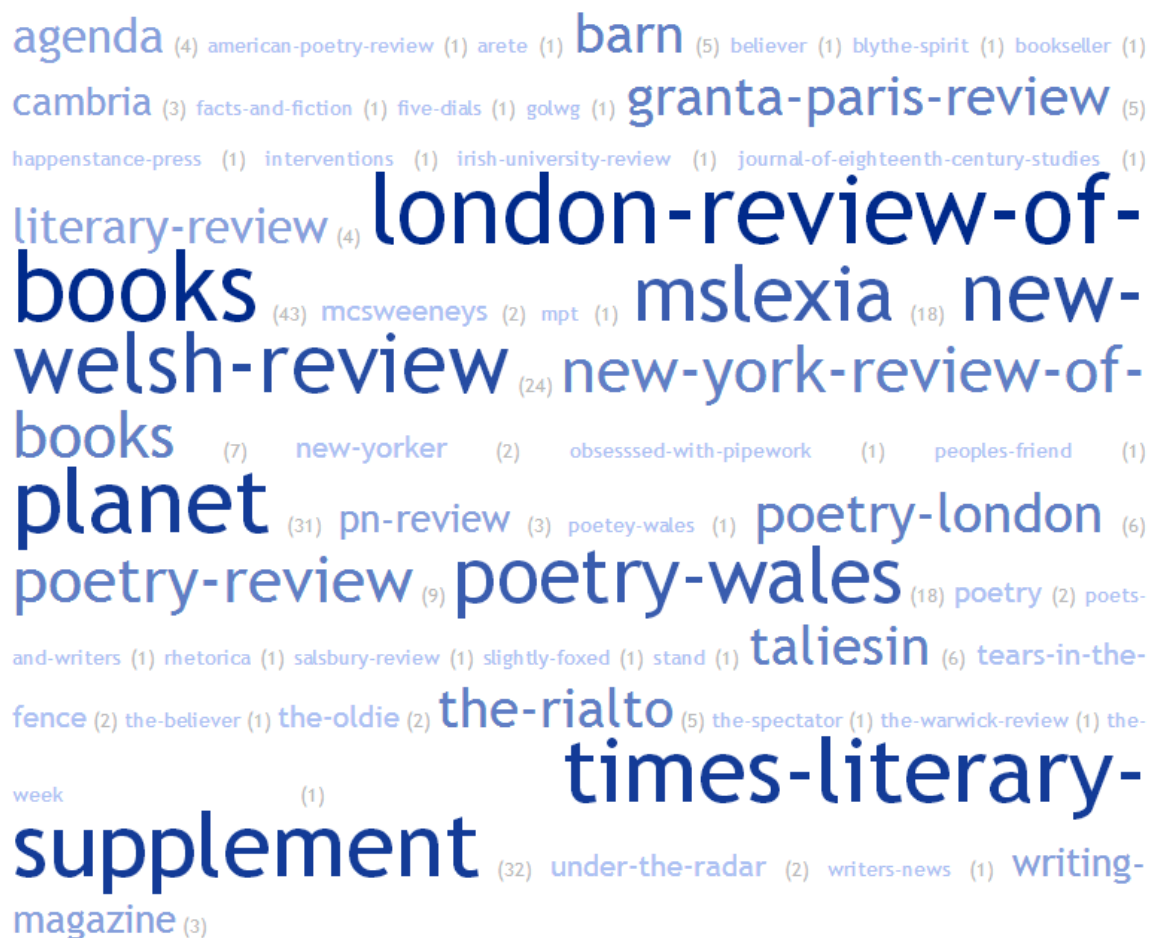 agenda (4) american-poetry-review (1) arete (1) barn (5) believer (1) blythe-spirit (1) bookseller (1)
cambria (3) facts-and-fiction (1) five-dials (1) golwg (1) granta-paris-review (5)
happenstance-press (1) interventions (1) irish-university-review (1) journal-of-eighteenth-century-studies (1)
literary-review (4) london-review-of-
books (43) mcsweeneys (2) mpt (1) mslexia (18) new-
welsh-review (24) new-york-review-of-
books (7) new-yorker (2) obsesssed-with-pipework (1) peoples-friend (1)
planet (31) pn-review (3) poetey-wales (1) poetry-london (6)
poetry-review (9) poetry-wales (18) poetry (2) poets-
and-writers (1) rhetorica (1) salsbury-review (1) slightly-foxed (1) stand (1) taliesin (6) tears-in-the-
fence (2) the-believer (1) the-oldie (2) the-rialto (5) the-spectator (1) the-warwick-review (1) the-
week (1) times-literary-
supplement (32) under-the-radar (2) writers-news (1) writing-
magazine (3)